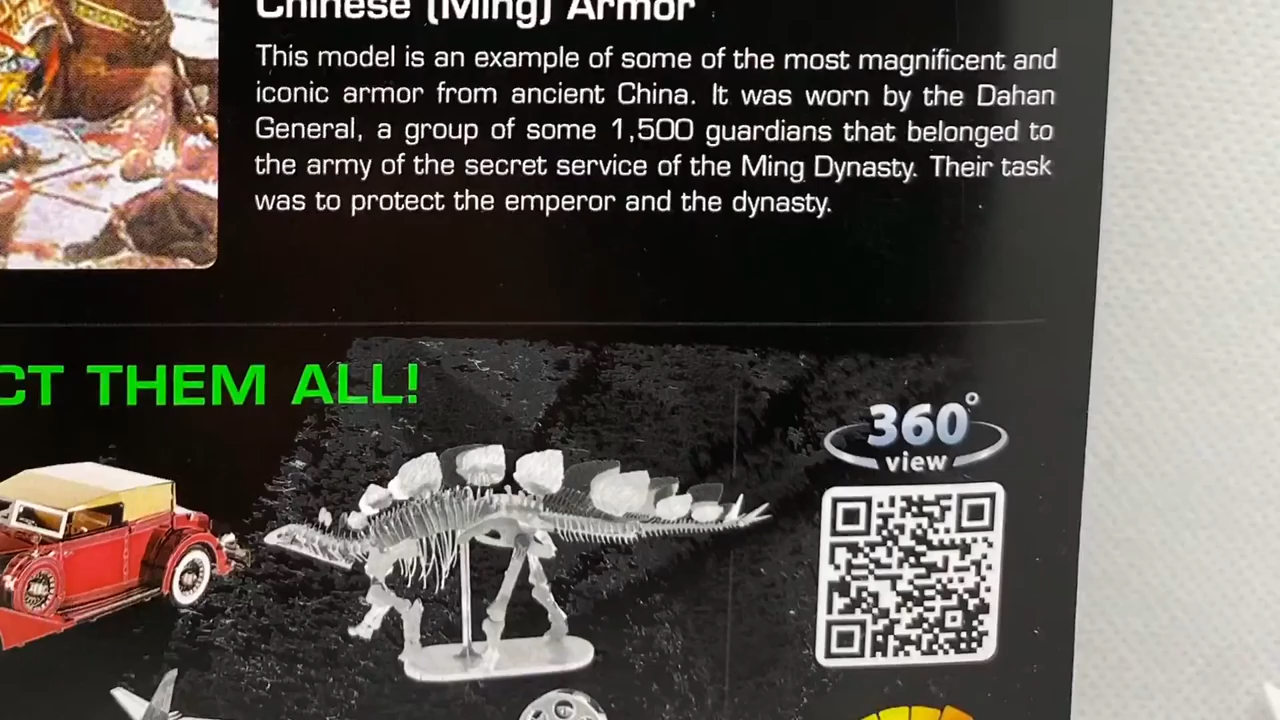 Chinese (Ming) Armor
This model is an example of some of the most magnificent and
iconic armor from ancient China. It was worn by the Dahan
General, a group of some 1,500 guardians that belonged to
the army of the secret service of the Ming Dynasty. Their task
was to protect the emperor and the dynasty.
CT THEM ALL!
360°
view